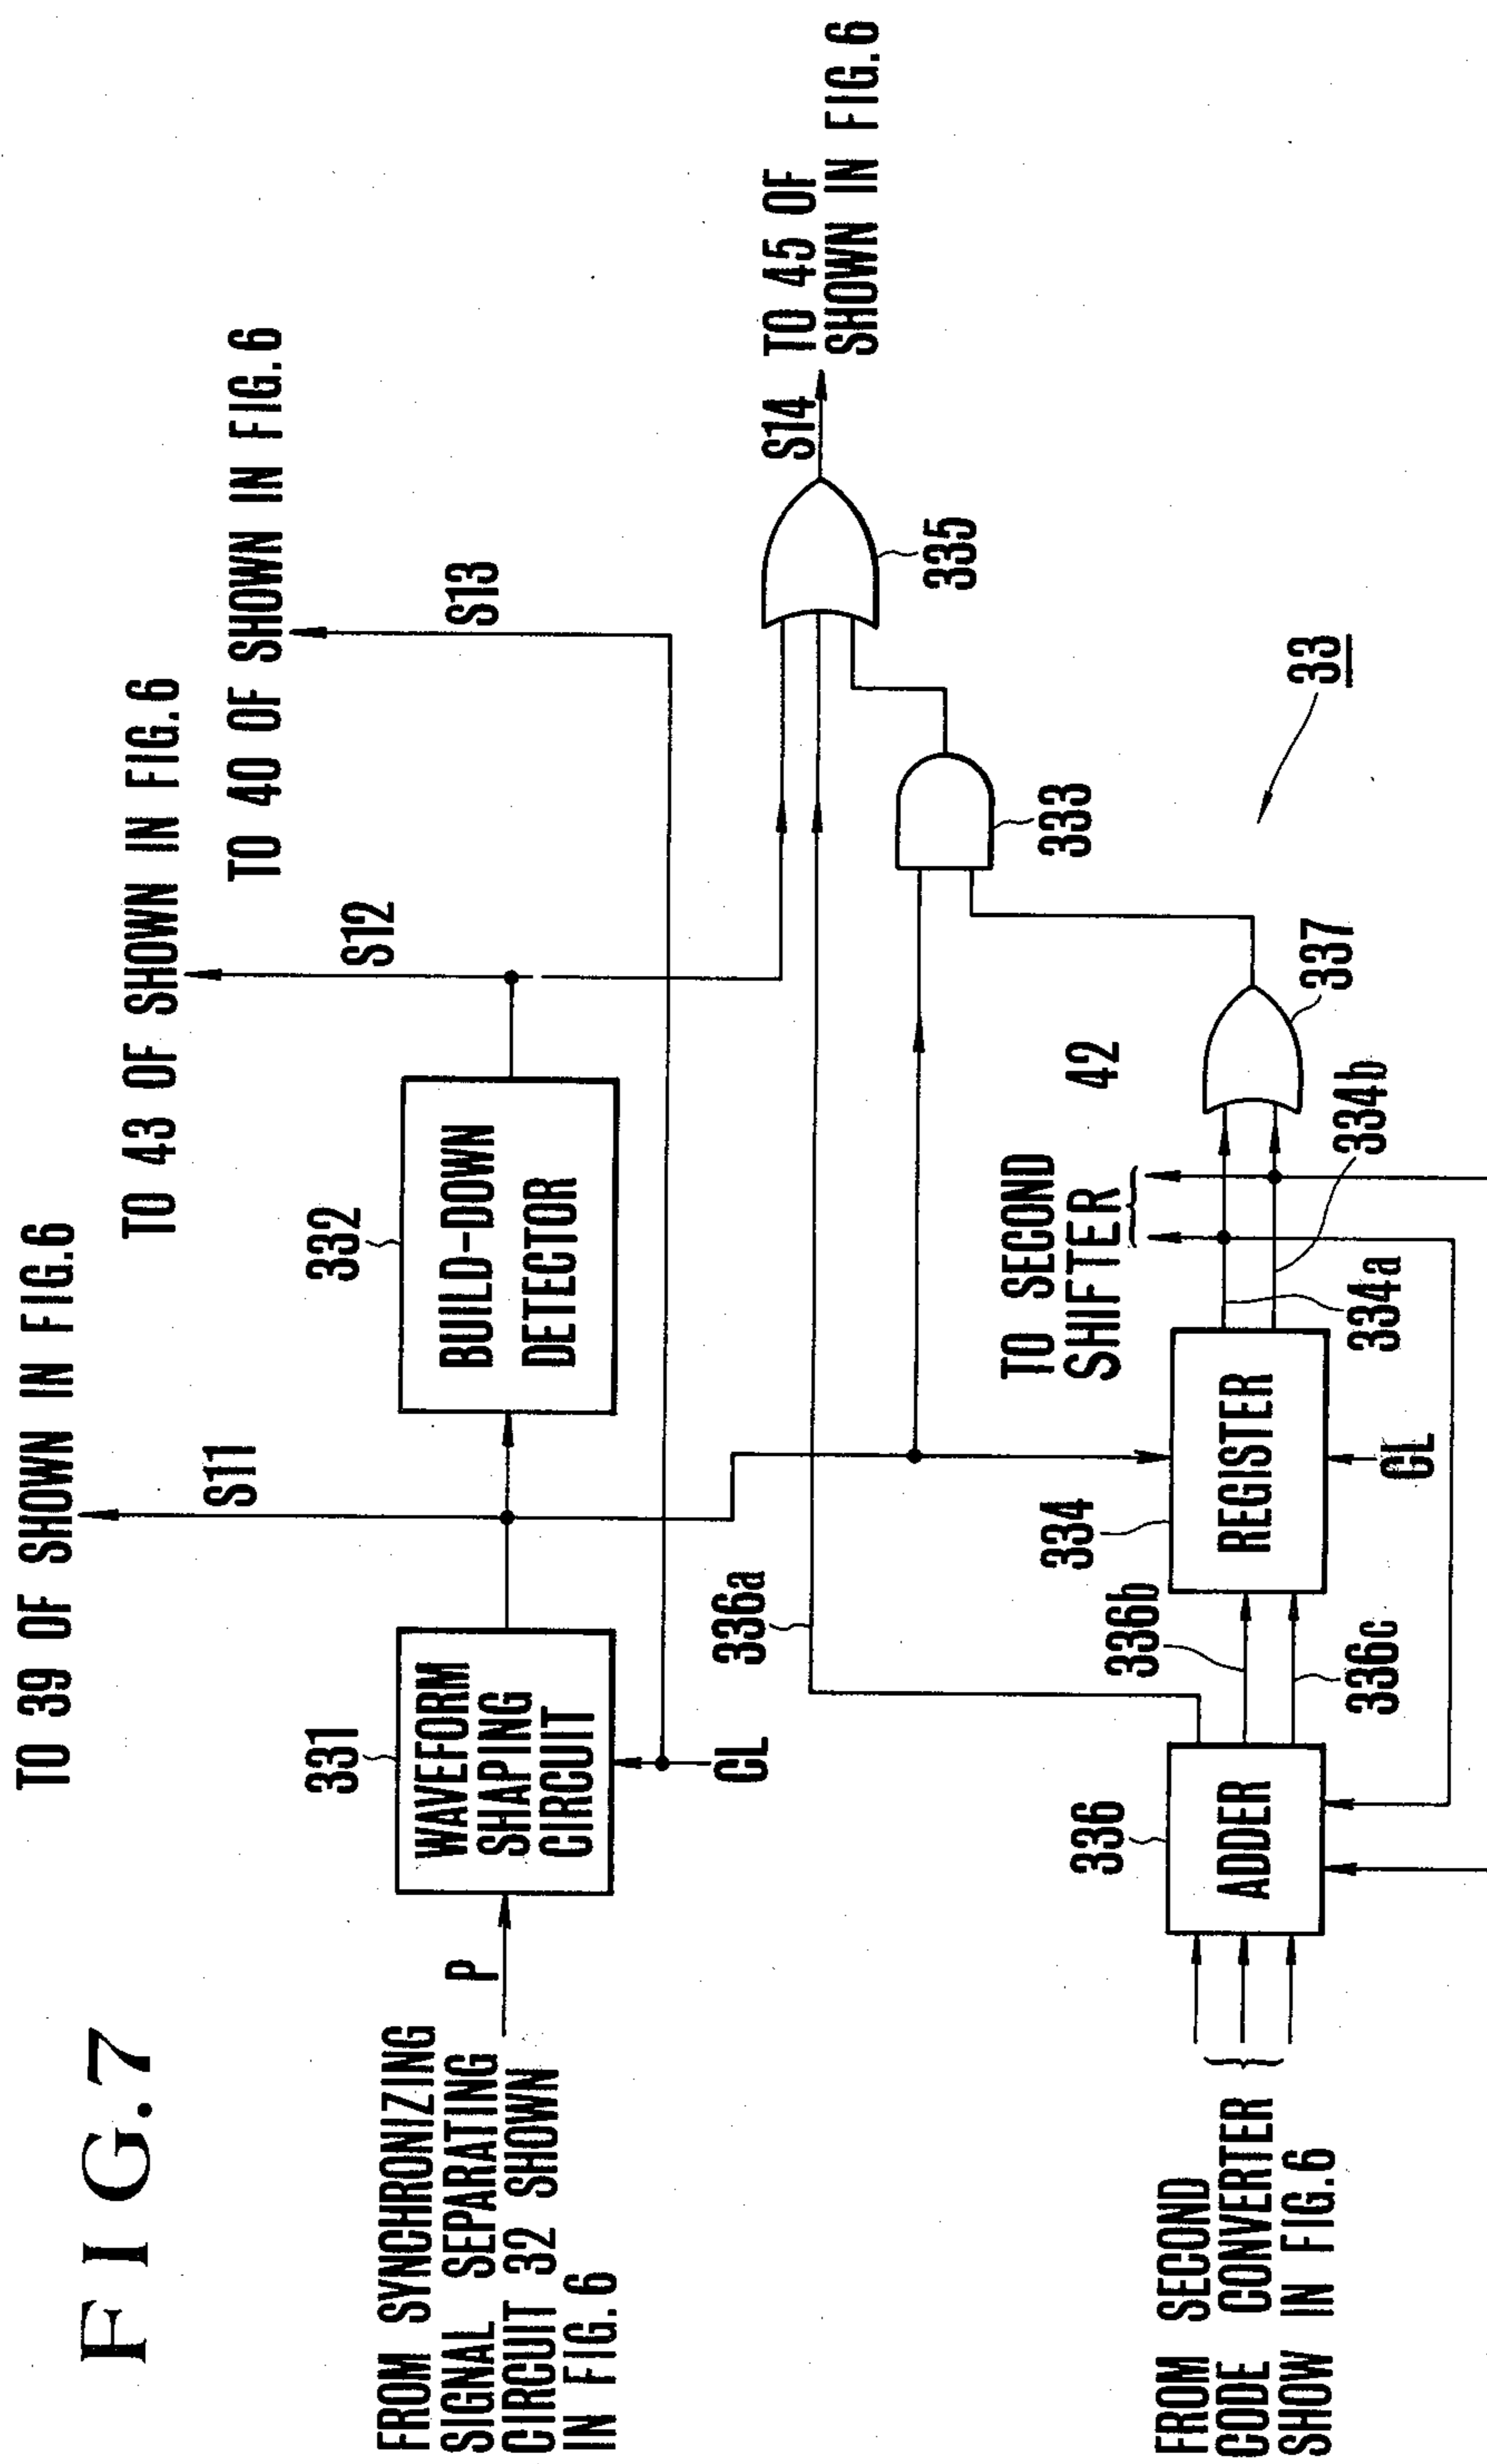 FIG.7
TO 39 OF SHOWN IN FIG.6
TO 43 OF SHOWN IN FIG.6
TO 40 OF SHOWN IN FIG.6
S11
S12
S13
331
332
FROM SYNCHRONIZING
SIGNAL SEPARATING
CIRCUIT 32 SHOWN
IN FIG.6
P
WAVEFORM
SHAPING
CIRCUIT
BUILD-DOWN
DETECTOR
CL
336a
S14
TO 45 OF
SHOWN IN FIG.6
335
333
TO SECOND
SHIFTER
42
336
334
336b
336c
FROM SECOND
CODE CONVERTER
SHOW IN FIG.6
ADDER
REGISTER
CL
334a
334b
337
33